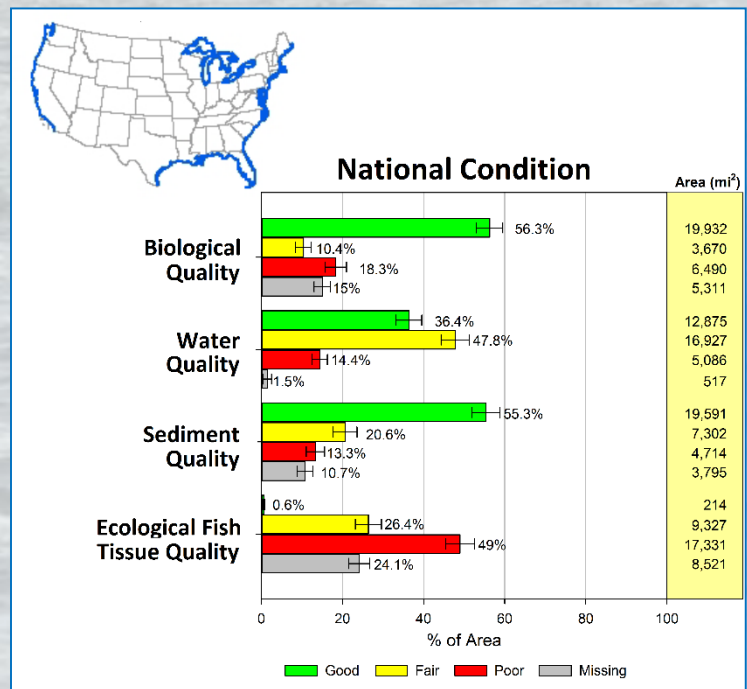 National Condition
Area (mi²)
Biological
Quality
56.3%
19,932
10.4%
3,670
18.3%
6,490
15%
5,311
Water
Quality
36.4%
12,875
47.8%
16,927
14.4%
5,086
1.5%
517
Sediment
Quality
55.3%
19,591
20.6%
7,302
13.3%
4,714
10.7%
3,795
Ecological Fish
Tissue Quality
0.6%
214
26.4%
9,327
49%
17,331
24.1%
8,521
0 20 40 60 80 100
% of Area
Good Fair Poor Missing